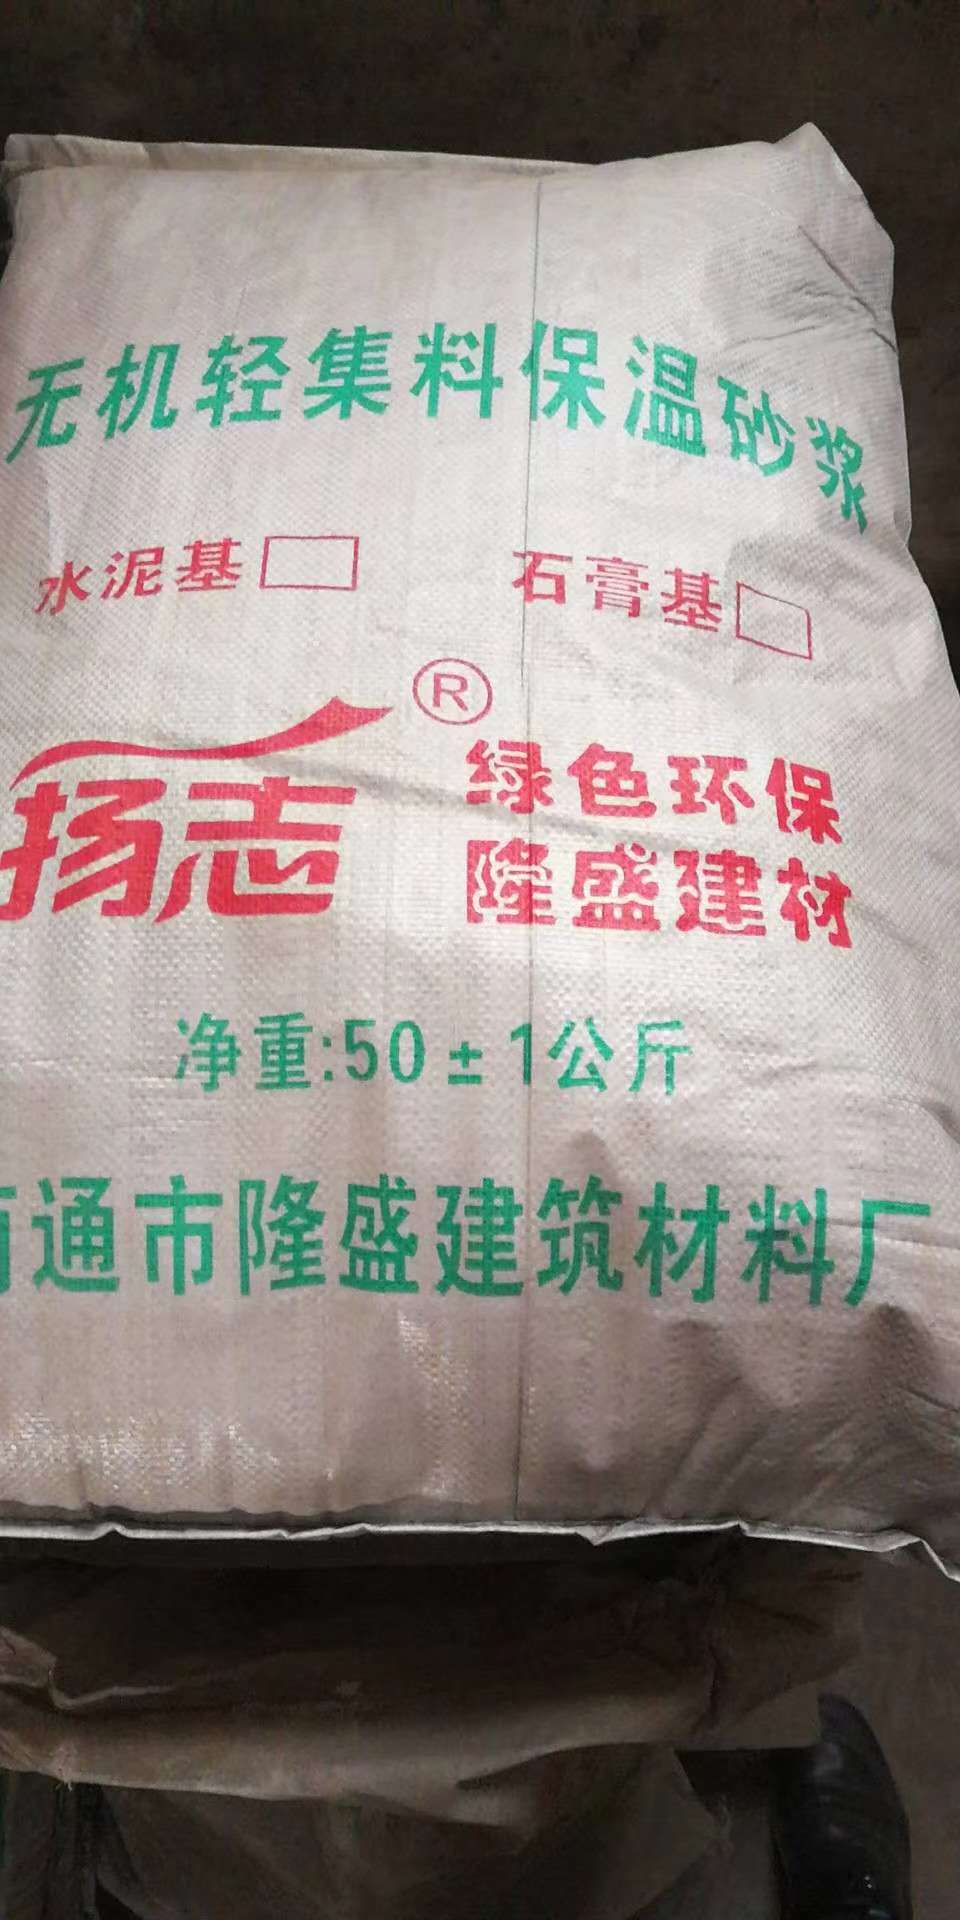 无机轻集料保温砂浆
水泥基□ 石膏基□
扬志®
绿色环保
隆盛建材
净重:50±1公斤
南通市隆盛建筑材料厂